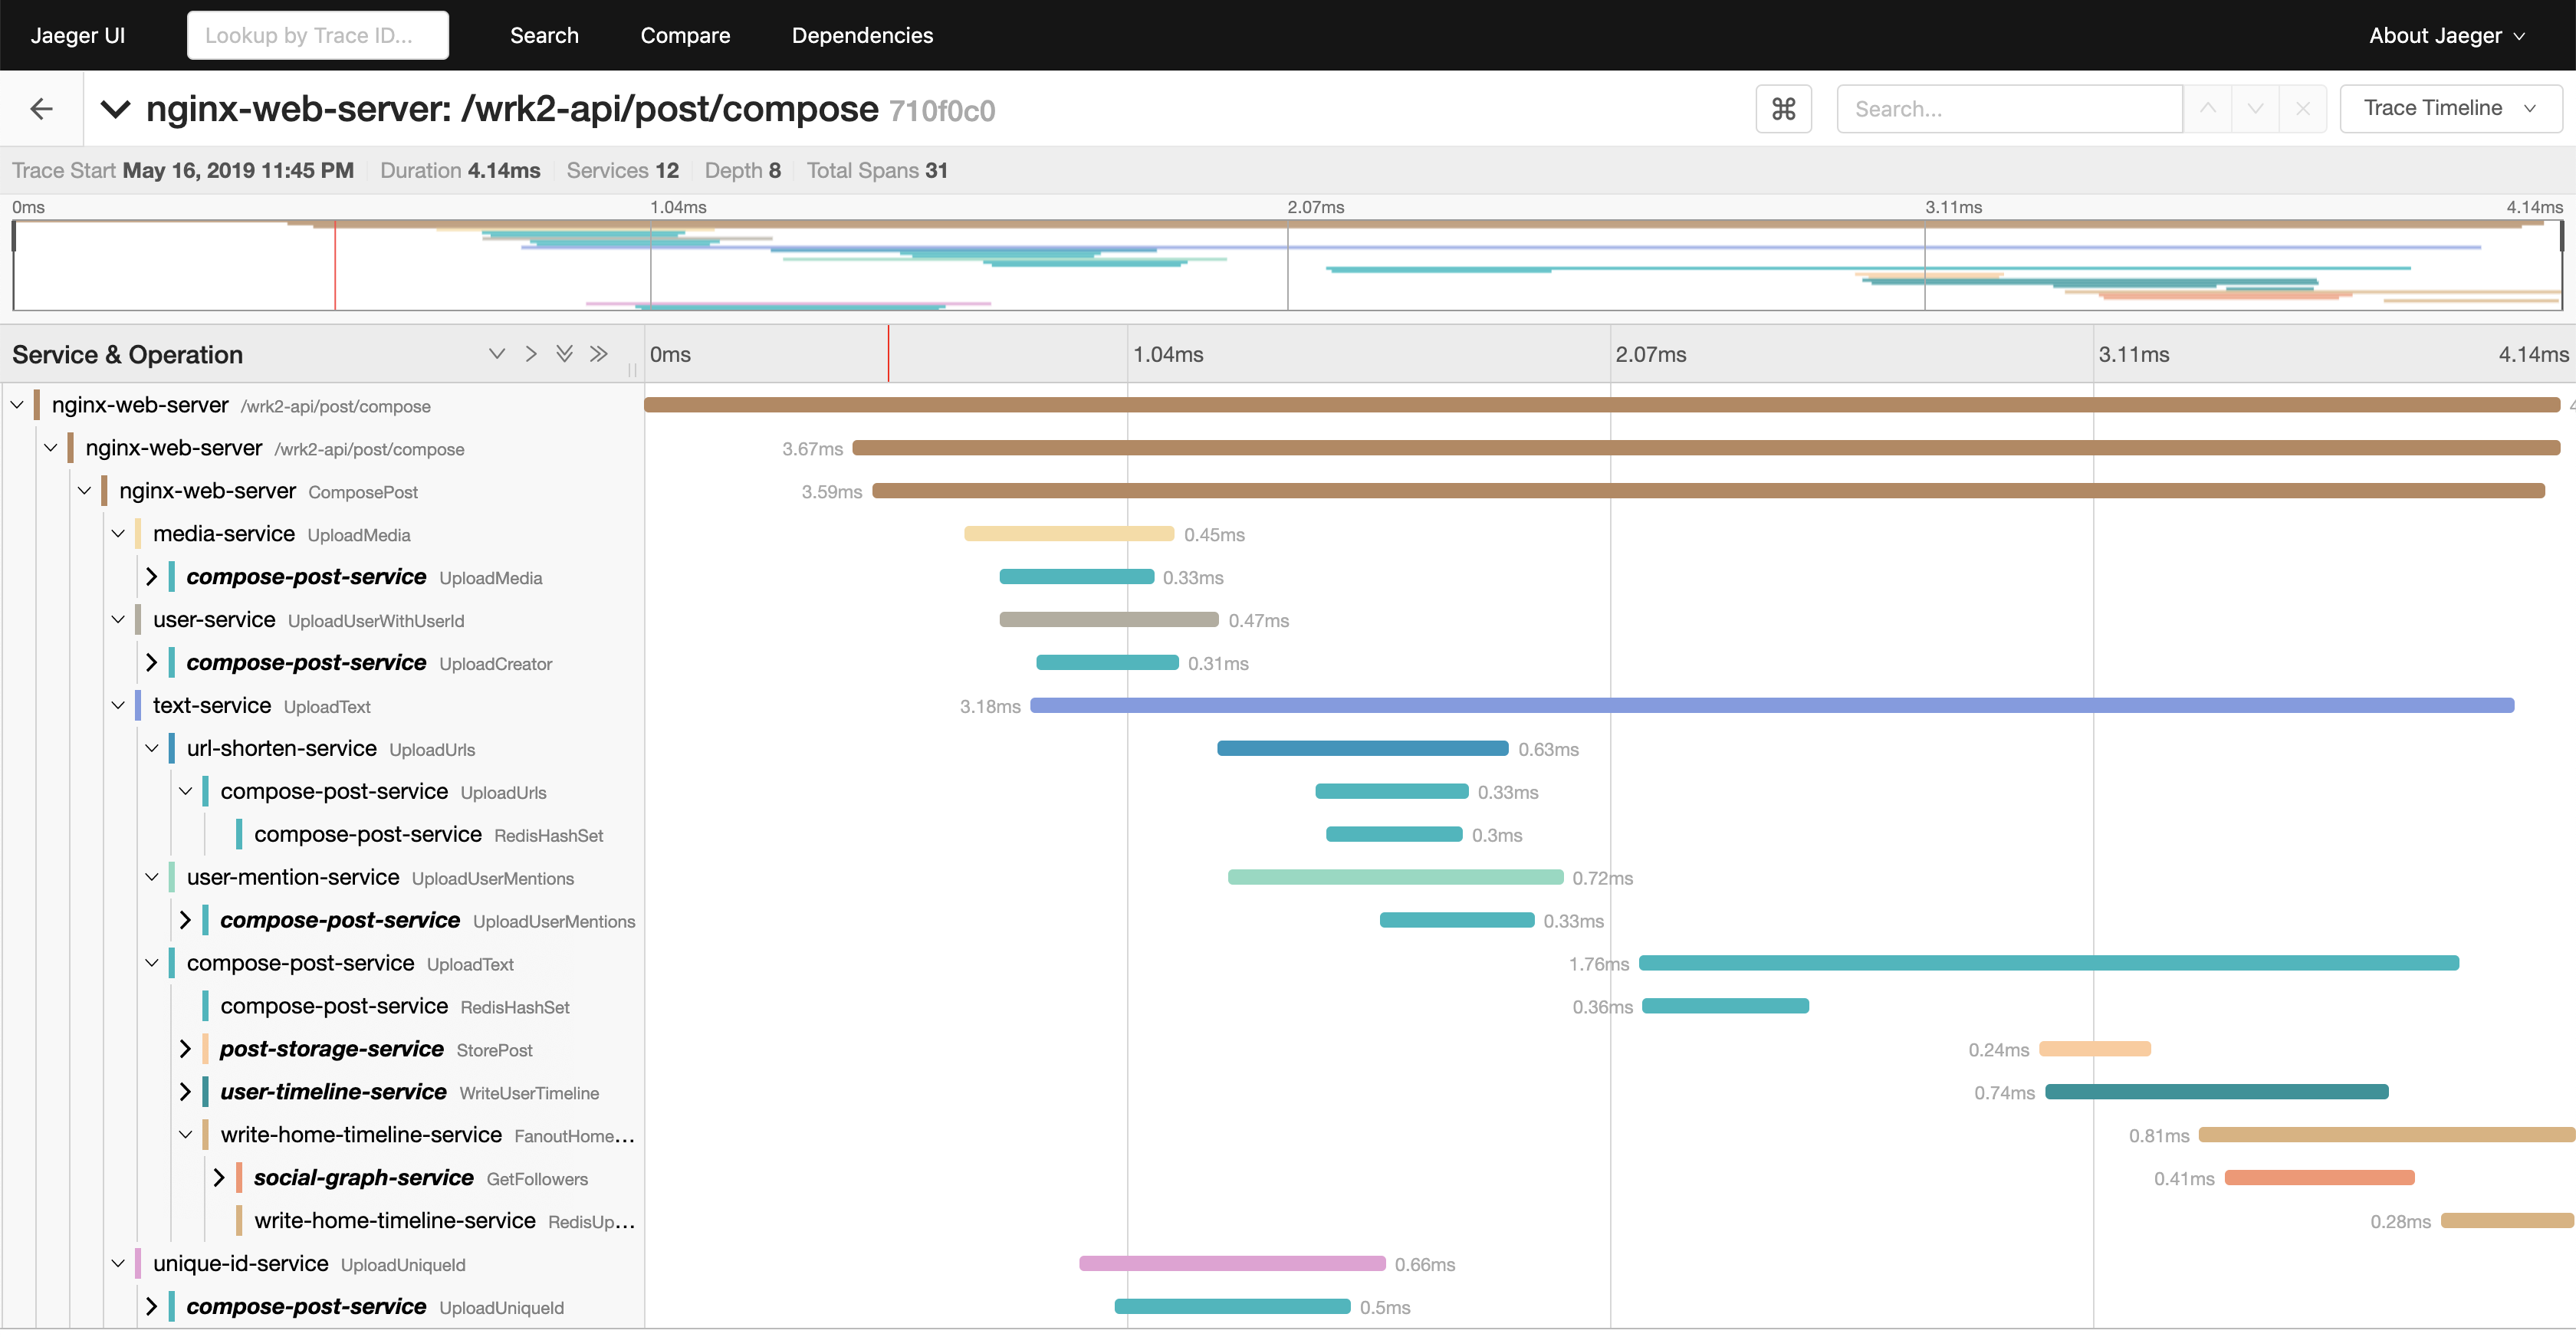 Jaeger UI Lookup by Trace ID... Search Compare Dependencies About Jaeger
nginx-web-server: /wrk2-api/post/compose 710f0c0 ⌘ Search... Trace Timeline
Trace Start May 16, 2019 11:45 PM Duration 4.14ms Services 12 Depth 8 Total Spans 31
0ms 1.04ms 2.07ms 3.11ms 4.14ms
Service & Operation 0ms 1.04ms 2.07ms 3.11ms 4.14ms
nginx-web-server /wrk2-api/post/compose
nginx-web-server /wrk2-api/post/compose 3.67ms
nginx-web-server ComposePost 3.59ms
media-service UploadMedia 0.45ms
compose-post-service UploadMedia 0.33ms
user-service UploadUserWithUserId 0.47ms
compose-post-service UploadCreator 0.31ms
text-service UploadText 3.18ms
url-shorten-service UploadUrls 0.63ms
compose-post-service UploadUrls 0.33ms
compose-post-service RedisHashSet 0.3ms
user-mention-service UploadUserMentions 0.72ms
compose-post-service UploadUserMentions 0.33ms
compose-post-service UploadText 1.76ms
compose-post-service RedisHashSet 0.36ms
post-storage-service StorePost 0.24ms
user-timeline-service WriteUserTimeline 0.74ms
write-home-timeline-service FanoutHome... 0.81ms
social-graph-service GetFollowers 0.41ms
write-home-timeline-service RedisUp... 0.28ms
unique-id-service UploadUniqueId 0.66ms
compose-post-service UploadUniqueId 0.5ms